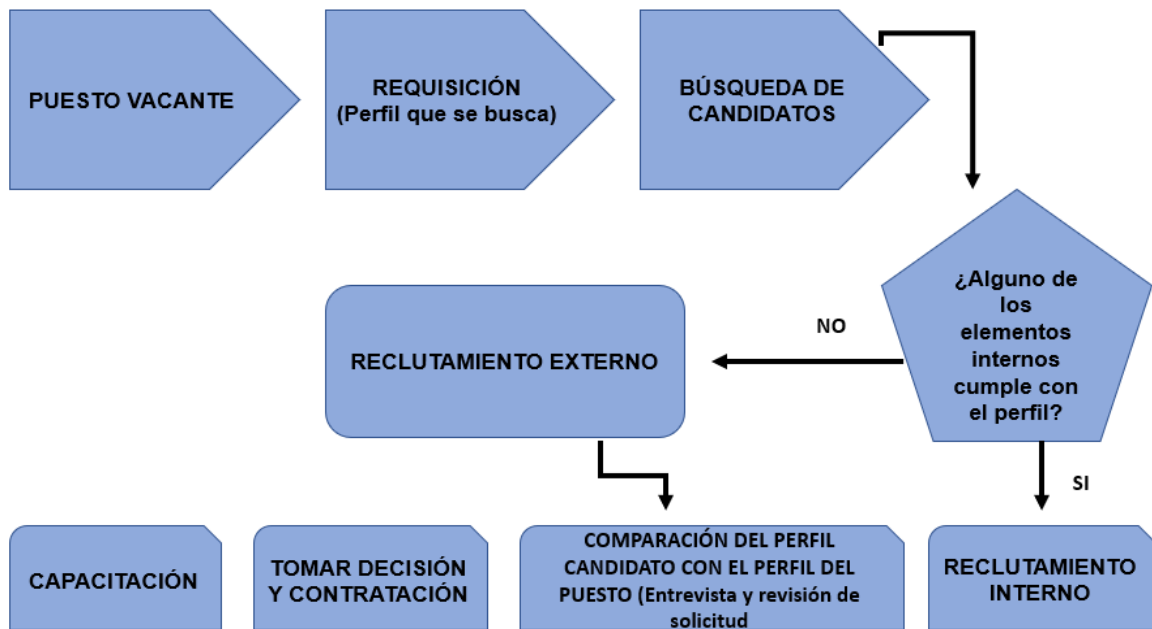 PUESTO VACANTE
REQUISICIÓN
(Perfil que se busca)
BÚSQUEDA DE
CANDIDATOS
¿Alguno de
los
elementos
internos
cumple con
el perfil?
NO
RECLUTAMIENTO EXTERNO
SI
CAPACITACIÓN
TOMAR DECISIÓN
Y CONTRATACIÓN
COMPARACIÓN DEL PERFIL
CANDIDATO CON EL PERFIL DEL
PUESTO (Entrevista y revisión de
solicitud
RECLUTAMIENTO
INTERNO